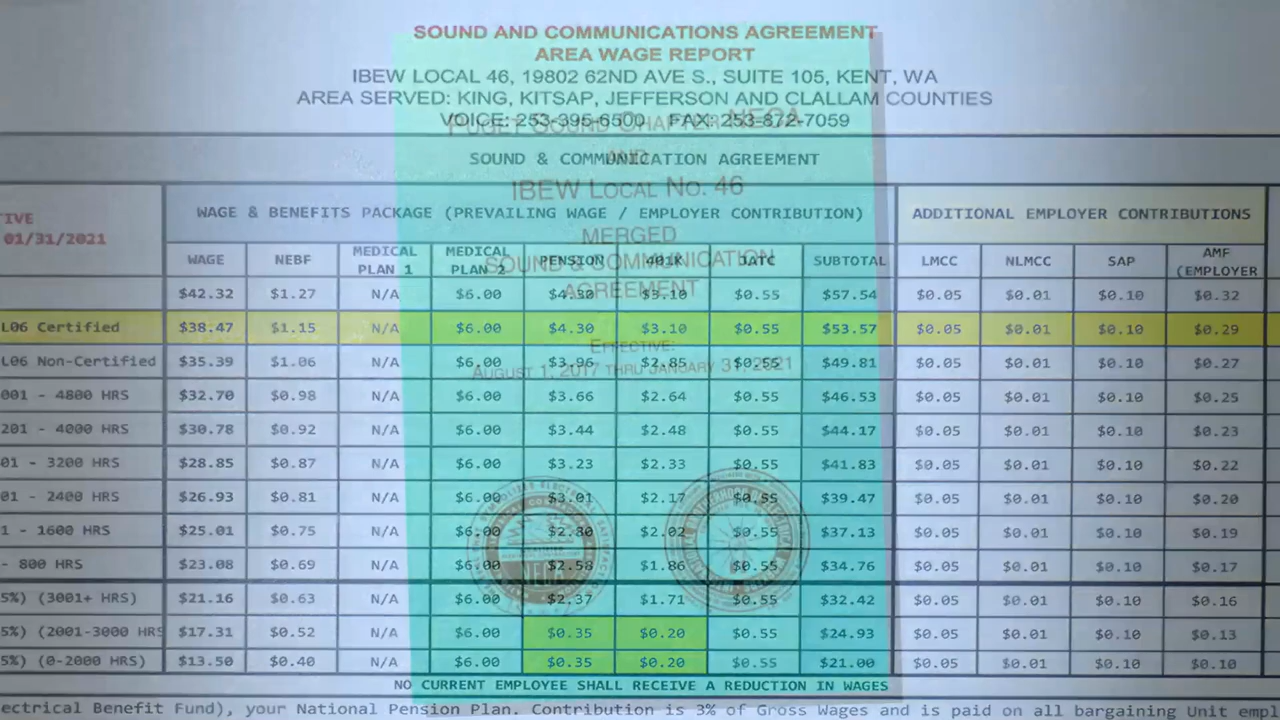 SOUND AND COMMUNICATIONS AGREEMENT
AREA WAGE REPORT
IBEW LOCAL 46, 19802 62ND AVE S., SUITE 105, KENT, WA
AREA SERVED: KING, KITSAP, JEFFERSON AND CLALLAM COUNTIES
VOICE: 253-395-6500 FAX: 253-872-7059
PUGET SOUND CHAPTER NECA
AND
SOUND & COMMUNICATION AGREEMENT
IBEW LOCAL NO. 46
TIVE
01/31/2021
WAGE & BENEFITS PACKAGE (PREVAILING WAGE / EMPLOYER CONTRIBUTION)
ADDITIONAL EMPLOYER CONTRIBUTIONS
MERGED
SOUND & COMMUNICATION
AGREEMENT
WAGE NEBF MEDICAL PLAN 1 MEDICAL PLAN 2 PENSION 401K JATC SUBTOTAL LMCC NLMCC SAP AMF (EMPLOYER
$42.32 $1.27 N/A $6.00 $4.30 $3.10 $0.55 $57.54 $0.05 $0.01 $0.10 $0.32
L06 Certified $38.47 $1.15 N/A $6.00 $4.30 $3.10 $0.55 $53.57 $0.05 $0.01 $0.10 $0.29
EFFECTIVE:
L06 Non-Certified $35.39 $1.06 N/A $6.00 $3.96 $2.85 $0.55 $49.81 $0.05 $0.01 $0.10 $0.27
AUGUST 1, 2017 THRU JANUARY 31, 2021
001 - 4800 HRS $32.70 $0.98 N/A $6.00 $3.66 $2.64 $0.55 $46.53 $0.05 $0.01 $0.10 $0.25
201 - 4000 HRS $30.78 $0.92 N/A $6.00 $3.44 $2.48 $0.55 $44.17 $0.05 $0.01 $0.10 $0.23
01 - 3200 HRS $28.85 $0.87 N/A $6.00 $3.23 $2.33 $0.55 $41.83 $0.05 $0.01 $0.10 $0.22
01 - 2400 HRS $26.93 $0.81 N/A $6.00 $3.01 $2.17 $0.55 $39.47 $0.05 $0.01 $0.10 $0.20
1 - 1600 HRS $25.01 $0.75 N/A $6.00 $2.80 $2.02 $0.55 $37.13 $0.05 $0.01 $0.10 $0.19
- 800 HRS $23.08 $0.69 N/A $6.00 $2.58 $1.86 $0.55 $34.76 $0.05 $0.01 $0.10 $0.17
NECA
5%) (3001+ HRS) $21.16 $0.63 N/A $6.00 $2.37 $1.71 $0.55 $32.42 $0.05 $0.01 $0.10 $0.16
5%) (2001-3000 HRS $17.31 $0.52 N/A $6.00 $0.35 $0.20 $0.55 $24.93 $0.05 $0.01 $0.10 $0.13
5%) (0-2000 HRS) $13.50 $0.40 N/A $6.00 $0.35 $0.20 $0.55 $21.00 $0.05 $0.01 $0.10 $0.10
NO CURRENT EMPLOYEE SHALL RECEIVE A REDUCTION IN WAGES
ectrical Benefit Fund), your National Pension Plan. Contribution is 3% of Gross Wages and is paid on all bargaining Unit empl